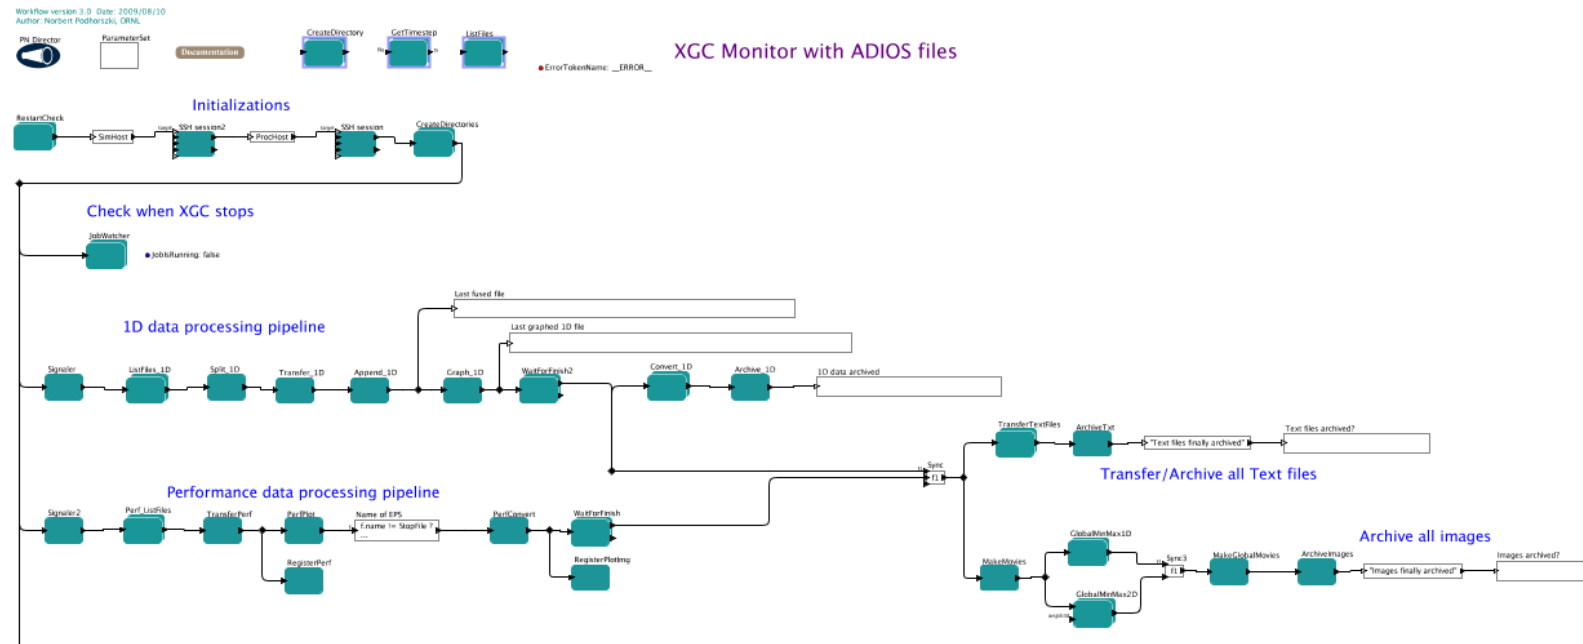 Workflow version 3.0  Date: 2009/08/10
Author: Norbert Podhorszki, ORNL
PN Director
ParameterSet
Documentation
CreateDirectory
GetTimestep
ListFiles
ErrorTokenName: __ERROR__
XGC Monitor with ADIOS files
Initializations
RestartCheck
SimHost
SSH session2
ProcHost
SSH session
CreateDirectories
Check when XGC stops
JobWatcher
JobIsRunning: false
Last fused file
1D data processing pipeline
Last graphed 1D file
Signaler
ListFiles_1D
Split_1D
Transfer_1D
Append_1D
Graph_1D
WaitForFinish2
Convert_1D
Archive_1D
1D data archived
TransferTextFiles
ArchiveTxt
"Text files finally archived"
Text files archived?
Sync
f1
Transfer/Archive all Text files
Performance data processing pipeline
Signaler2
Perf_ListFiles
TransferPerf
PerfPlot
Name of EPS
f.name != StopFile ?
...
PerfConvert
WaitForFinish
RegisterPerf
RegisterPlotImg
Archive all images
MakeMovies
GlobalMinMax1D
GlobalMinMax2D
Sync3
f1
MakeGlobalMovies
ArchiveImages
"Images finally archived"
Images archived?